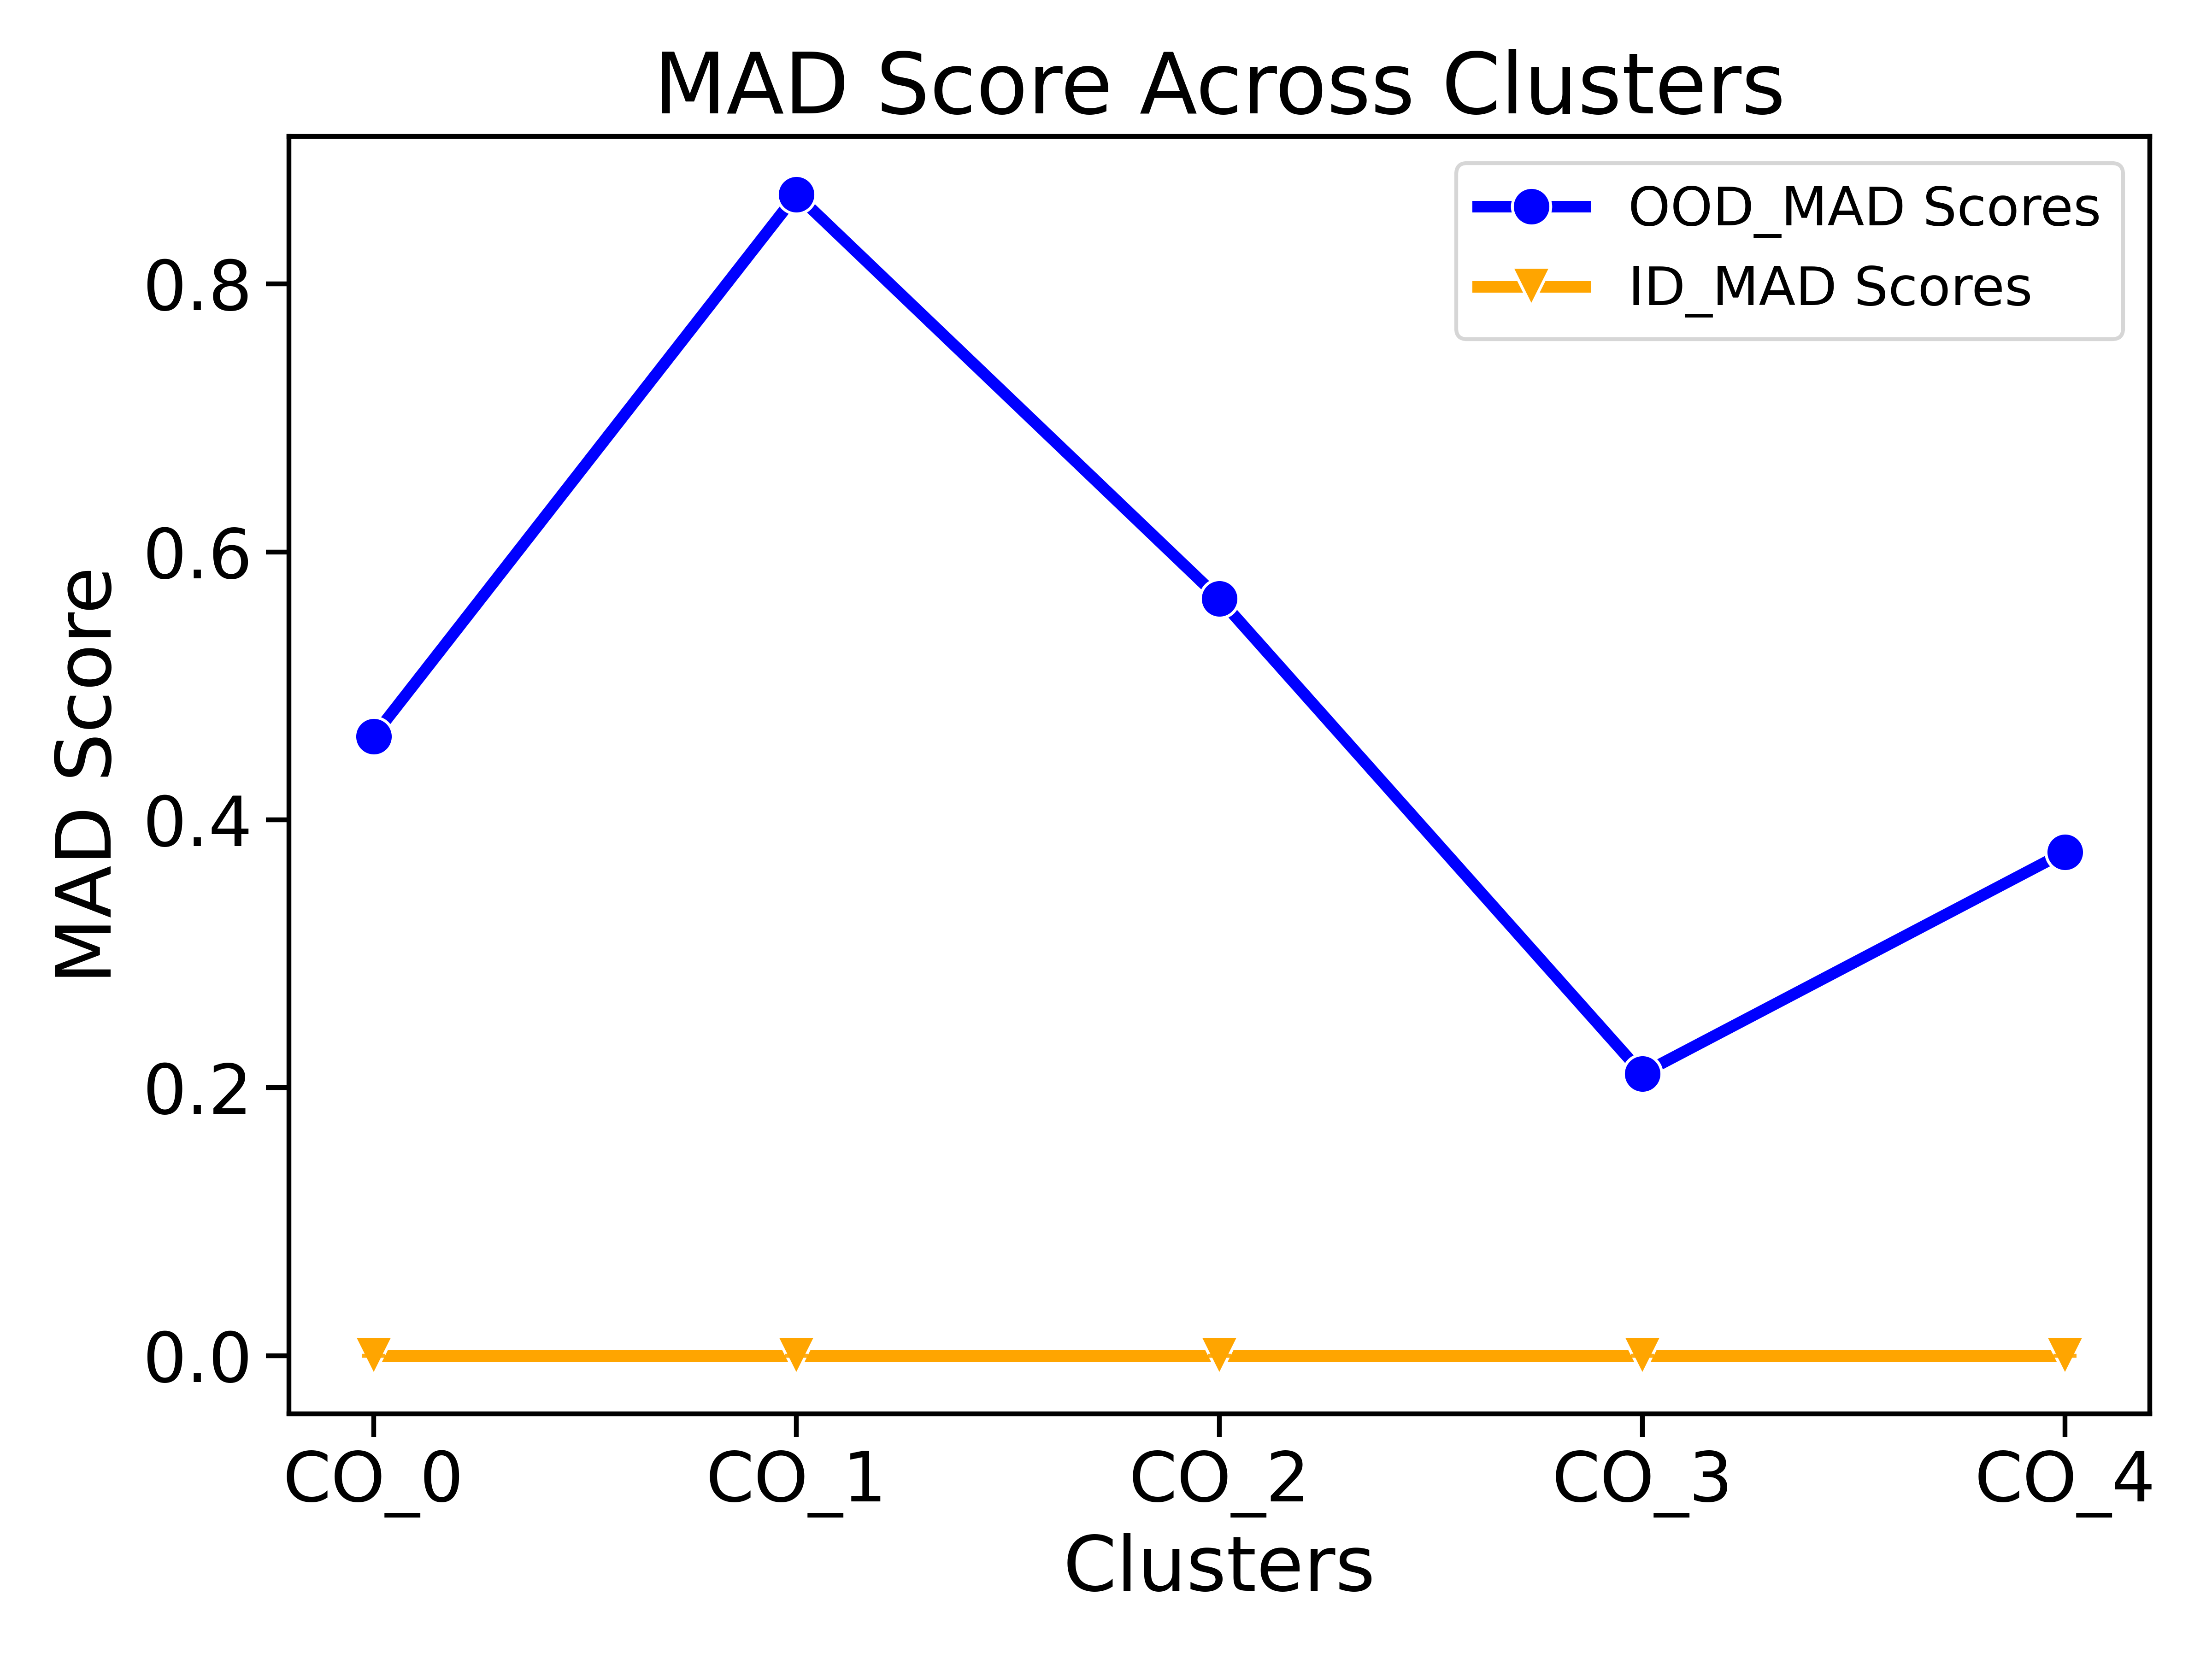 MAD Score Across Clusters
OOD_MAD Scores
ID_MAD Scores
MAD Score
0.8
0.6
0.4
0.2
0.0
CO_0 CO_1 CO_2 CO_3 CO_4
Clusters